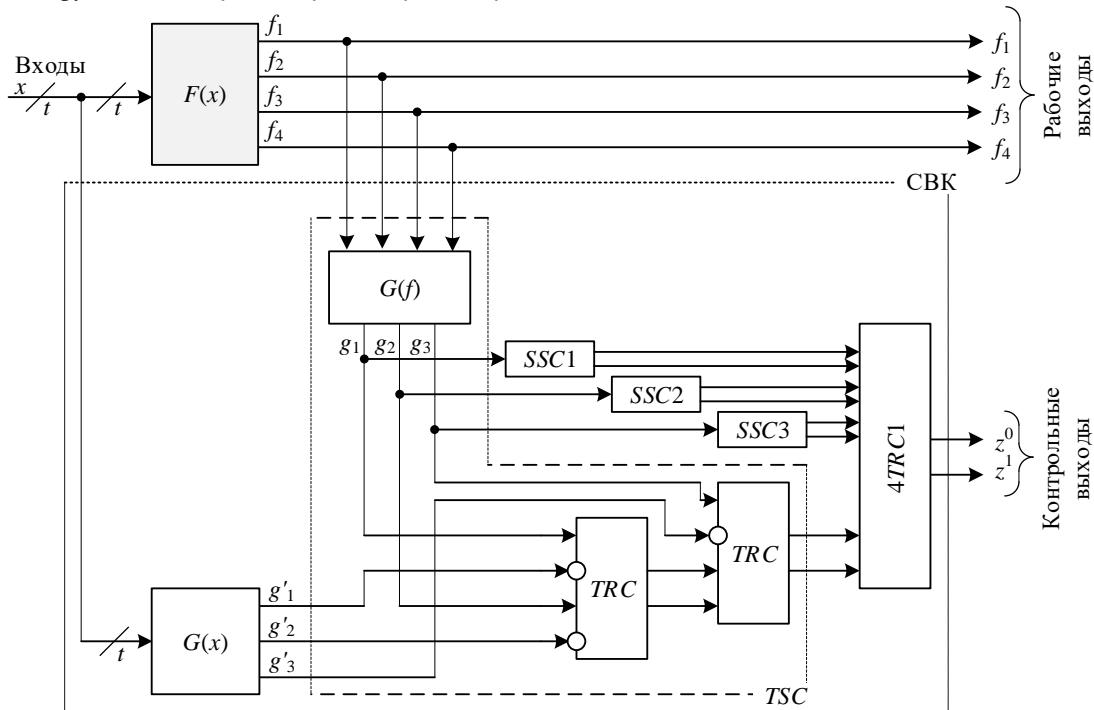 f1
f2
f3
f4
Входы
x
t
t
F(x)
f1
f2
f3
f4
Рабочие
выходы
СВК
G(f)
g1
g2
g3
SSC1
SSC2
SSC3
4TRC1
z⁰
z¹
Контрольные
выходы
TRC
TRC
g'1
g'2
g'3
G(x)
t
TSC